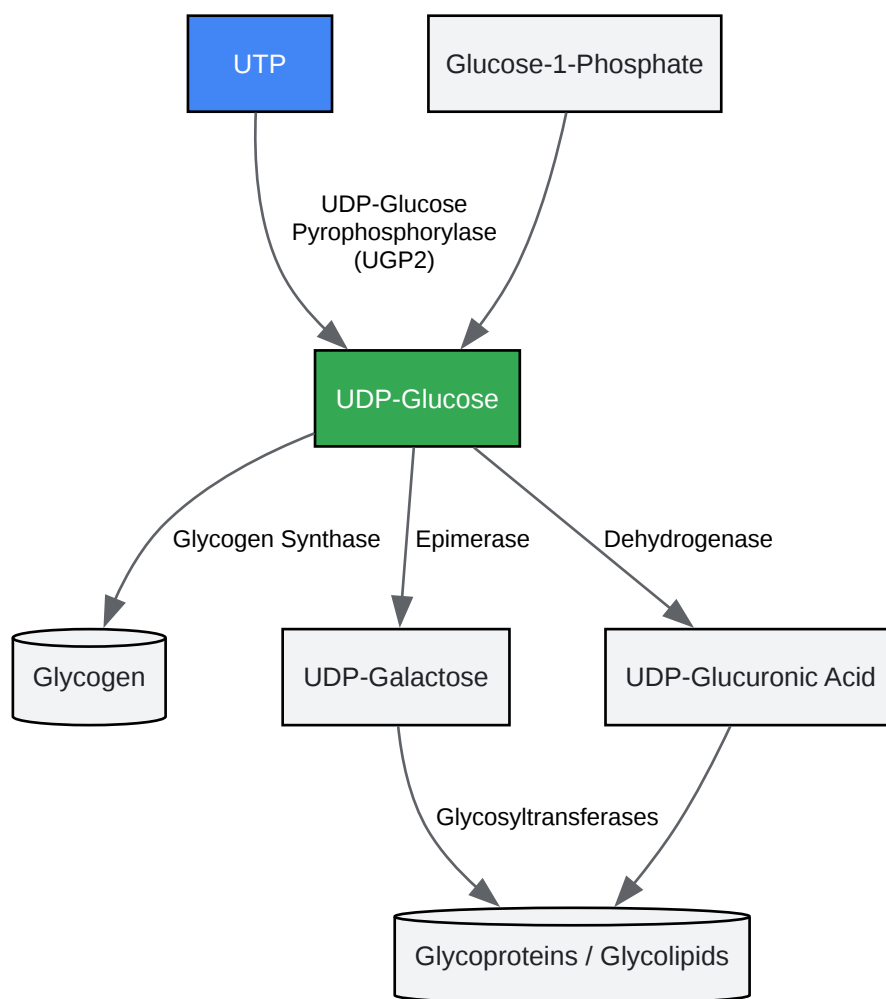 UTP
Glucose-1-Phosphate
UDP-Glucose
Pyrophosphorylase
(UGP2)
UDP-Glucose
Glycogen Synthase
Epimerase
Dehydrogenase
Glycogen
UDP-Galactose
UDP-Glucuronic Acid
Glycosyltransferases
Glycoproteins / Glycolipids